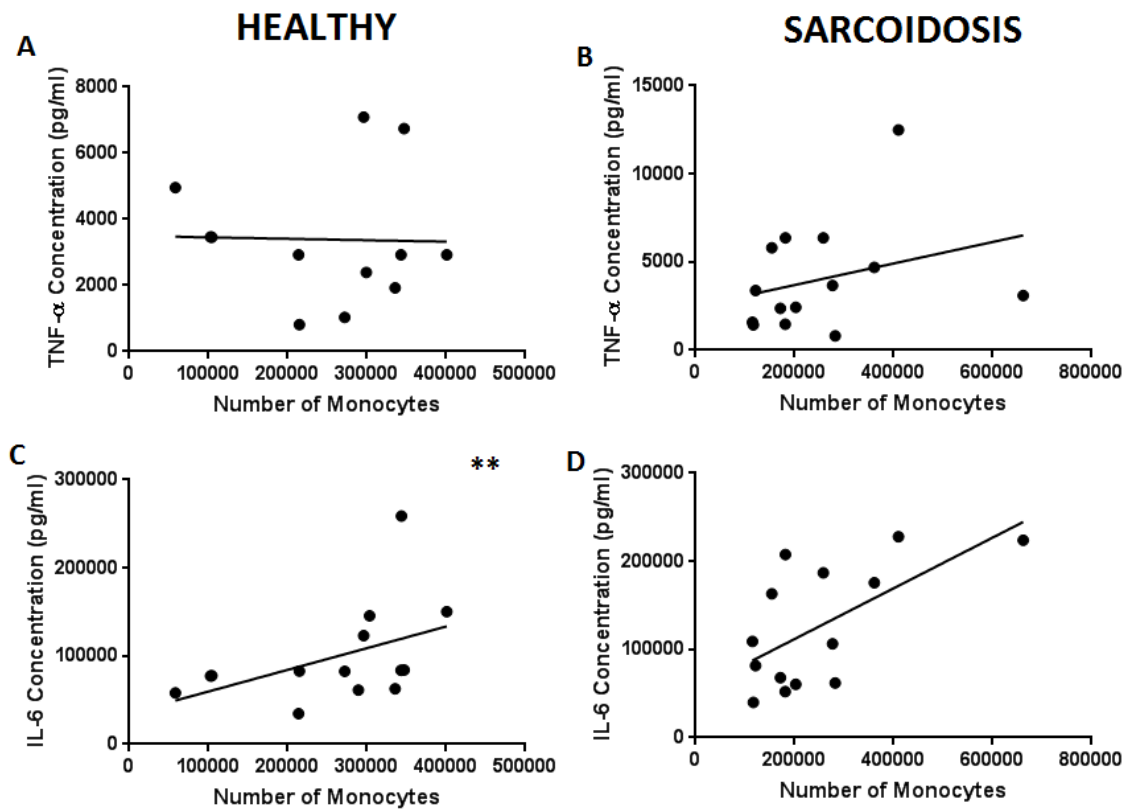 HEALTHY
SARCOIDOSIS
A
TNF-α Concentration (pg/ml)
8000
6000
4000
2000
0
0 100000 200000 300000 400000 500000
Number of Monocytes
B
TNF-α Concentration (pg/ml)
15000
10000
5000
0
0 200000 400000 600000 800000
Number of Monocytes
C
**
IL-6 Concentration (pg/ml)
300000
200000
100000
0
0 100000 200000 300000 400000 500000
Number of Monocytes
D
IL-6 Concentration (pg/ml)
300000
200000
100000
0
0 200000 400000 600000 800000
Number of Monocytes